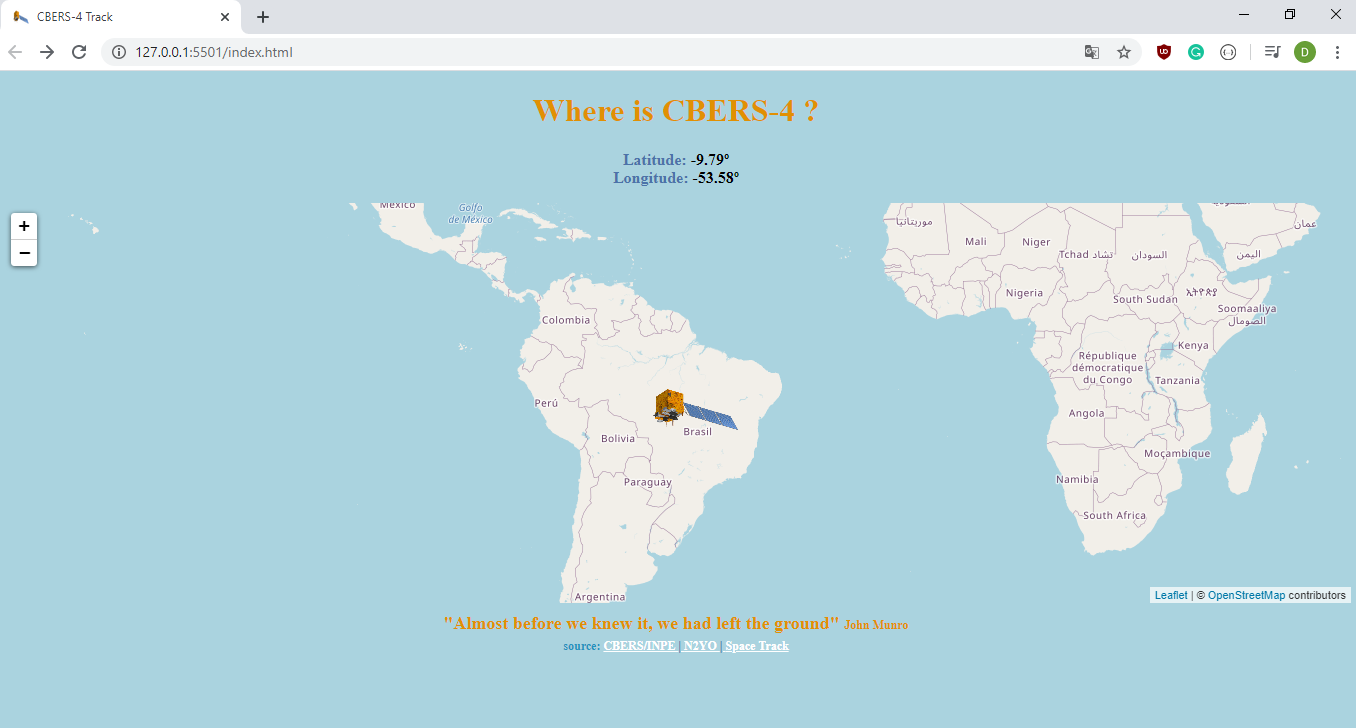 CBERS-4 Track
127.0.0.1:5501/index.html
D
Where is CBERS-4 ?
Latitude: -9.79°
Longitude: -53.58°
+
−
México
Golfo
de México
موريتانيا
Mali
Niger
Tchad تشاد
السودان
اليمن
عمان
Nigeria
South Sudan
ኢትዮጵያ
Soomaaliya
الصومال
Colombia
Kenya
République
démocratique
du Congo
Tanzania
Perú
Angola
Brasil
Bolivia
Moçambique
Paraguay
Namibia
South Africa
Argentina
Leaflet | © OpenStreetMap contributors
"Almost before we knew it, we had left the ground" John Munro
source: CBERS/INPE | N2YO | Space Track